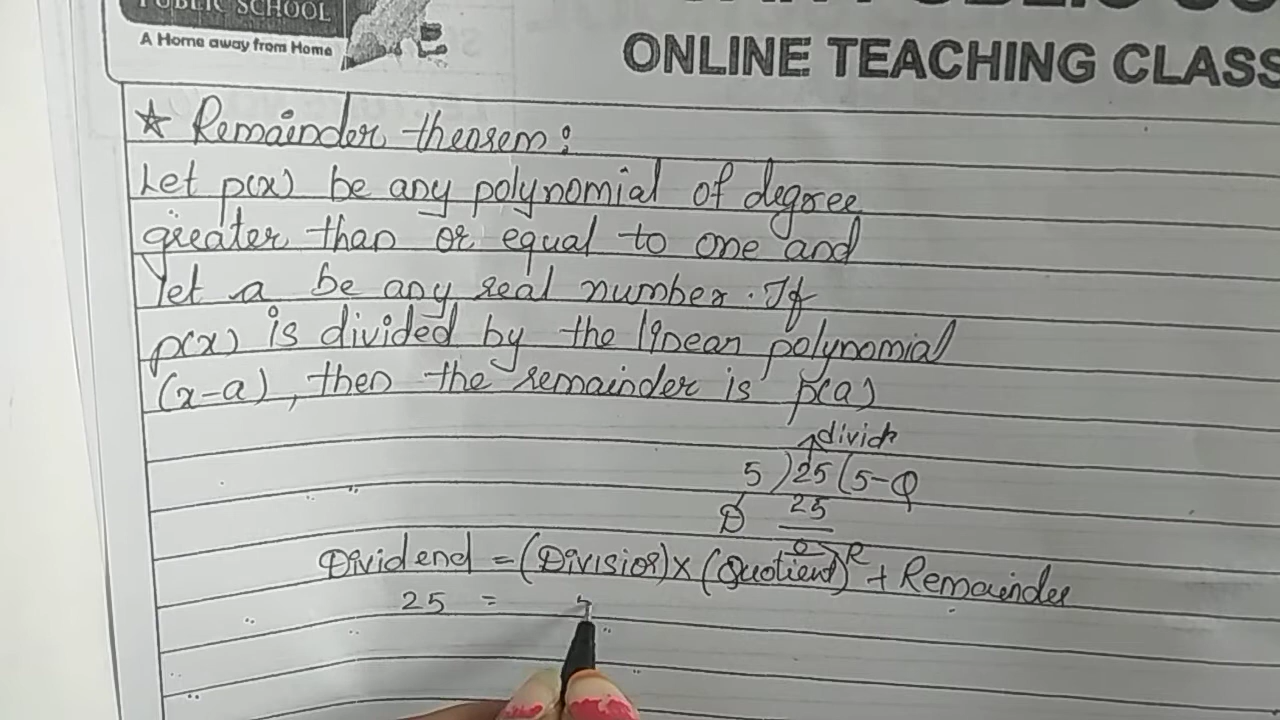 PUBLIC SCHOOL
A Home away from Home
ONLINE TEACHING CLASS
★ Remainder theorem:
Let p(x) be any polynomial of degree
greater than or equal to one and
let a be any real number. If
p(x) is divided by the linear polynomial
(x-a), then the remainder is p(a)
divid
5 ) 25 ( 5 - Q
D 25
0 R
Dividend = (Division) × (Quotient) + Remainder
25 = 5